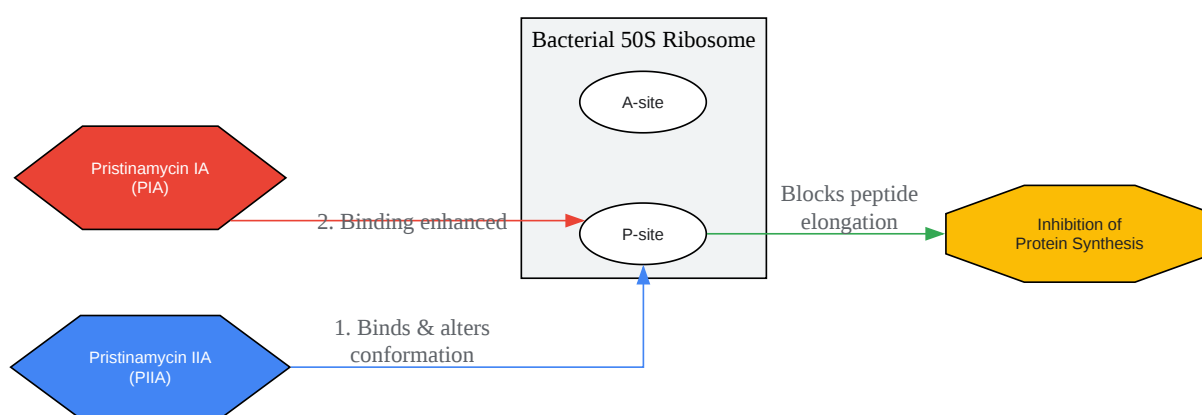 Bacterial 50S Ribosome
A-site
Pristinamycin IA
(PIA)
2. Binding enhanced
P-site
Blocks peptide
elongation
Inhibition of
Protein Synthesis
1. Binds & alters
conformation
Pristinamycin IIA
(PIIA)